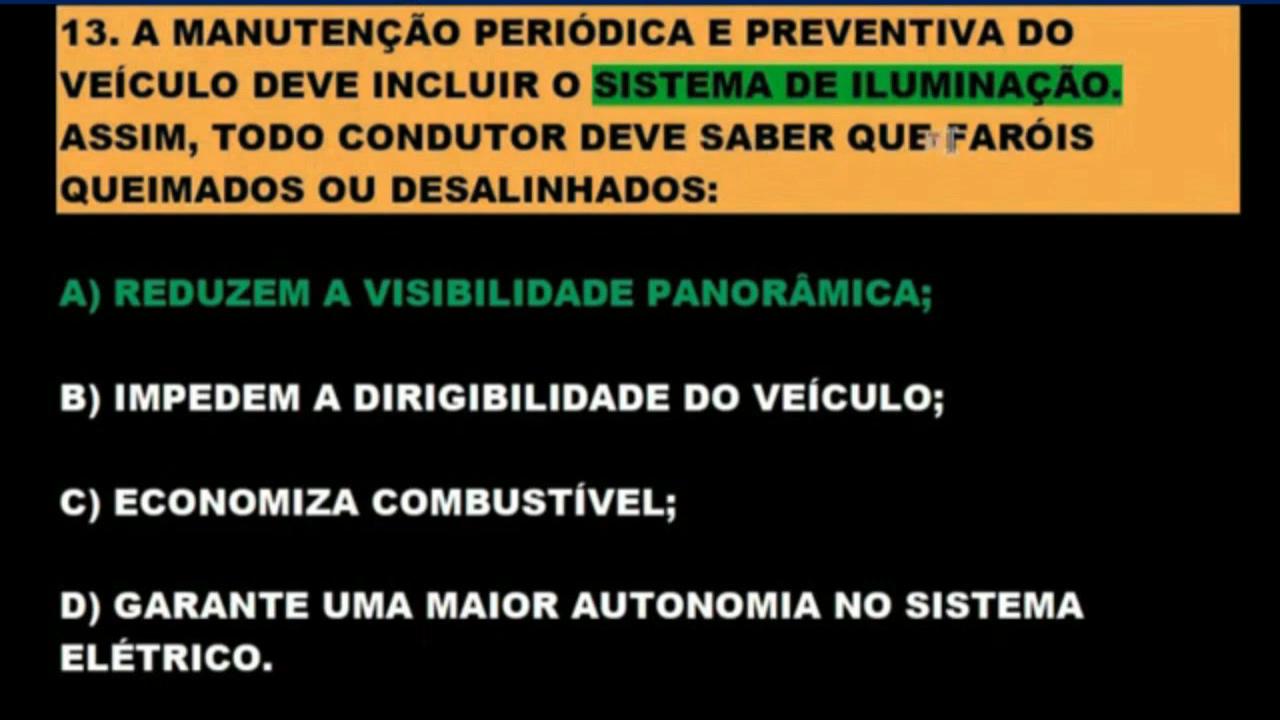 13. A MANUTENÇÃO PERIÓDICA E PREVENTIVA DO
VEÍCULO DEVE INCLUIR O SISTEMA DE ILUMINAÇÃO.
ASSIM, TODO CONDUTOR DEVE SABER QUE FARÓIS
QUEIMADOS OU DESALINHADOS:
A) REDUZEM A VISIBILIDADE PANORÂMICA;
B) IMPEDEM A DIRIGIBILIDADE DO VEÍCULO;
C) ECONOMIZA COMBUSTÍVEL;
D) GARANTE UMA MAIOR AUTONOMIA NO SISTEMA
ELÉTRICO.